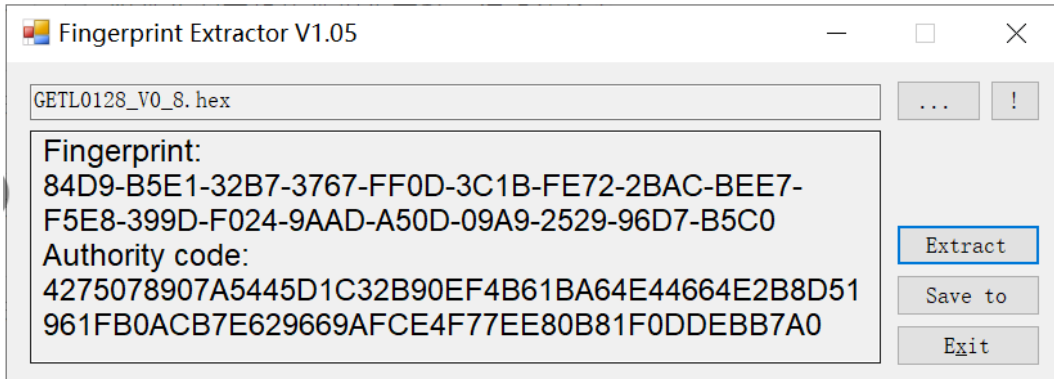 Fingerprint Extractor V1.05
GETL0128_V0_8.hex
...
!
Fingerprint:
84D9-B5E1-32B7-3767-FF0D-3C1B-FE72-2BAC-BEE7-
F5E8-399D-F024-9AAD-A50D-09A9-2529-96D7-B5C0
Authority code:
4275078907A5445D1C32B90EF4B61BA64E44664E2B8D51
961FB0ACB7E629669AFCE4F77EE80B81F0DDEBB7A0
Extract
Save to
Exit